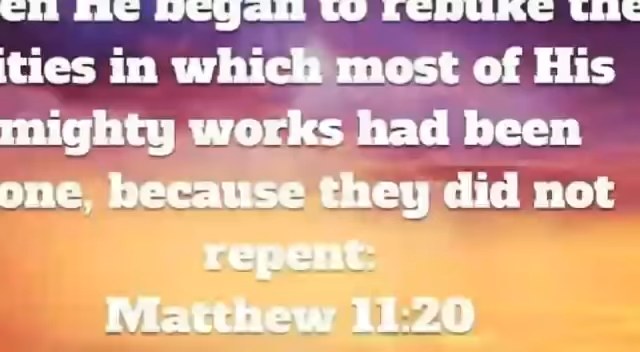 en He began to rebuke the
ities in which most of His
mighty works had been
one, because they did not
repent:
Matthew 11:20